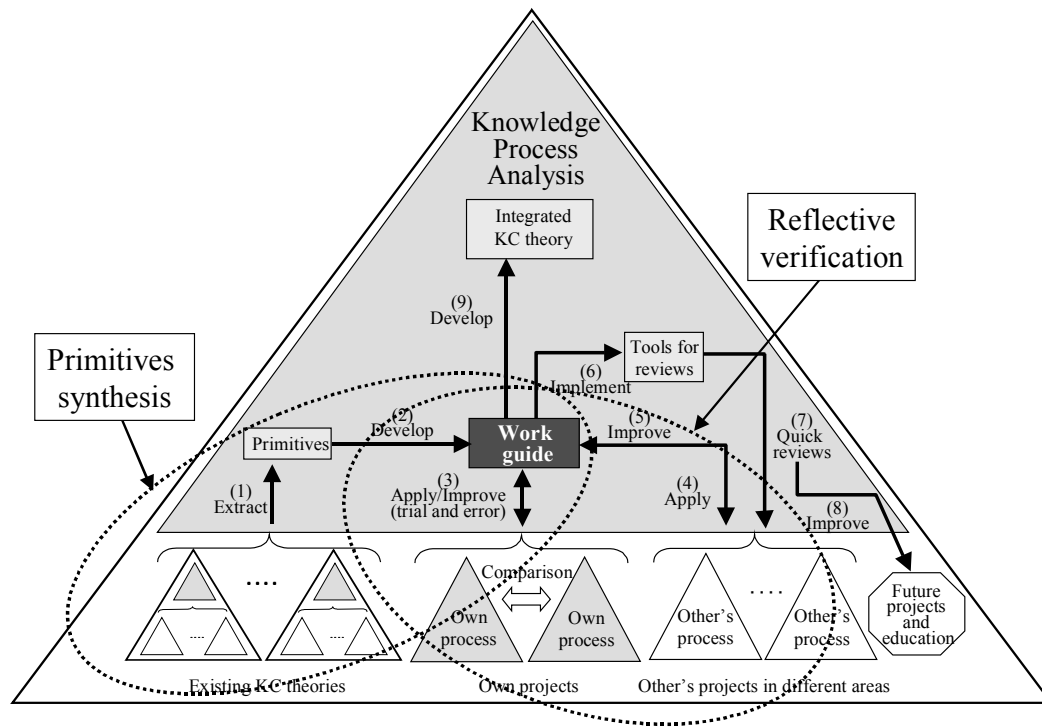 Knowledge
Process
Analysis
Integrated
KC theory
Reflective
verification
(9)
Develop
Primitives
synthesis
Tools for
reviews
(6)
Implement
(2)
Develop
Primitives
Work
guide
(5)
Improve
(7)
Quick
reviews
(1)
Extract
(3)
Apply/Improve
(trial and error)
(4)
Apply
(8)
Improve
....
....
....
....
Comparison
Own
process
Own
process
Other's
process
Other's
process
Future
projects
and
education
Existing KC theories
Own projects
Other's projects in different areas